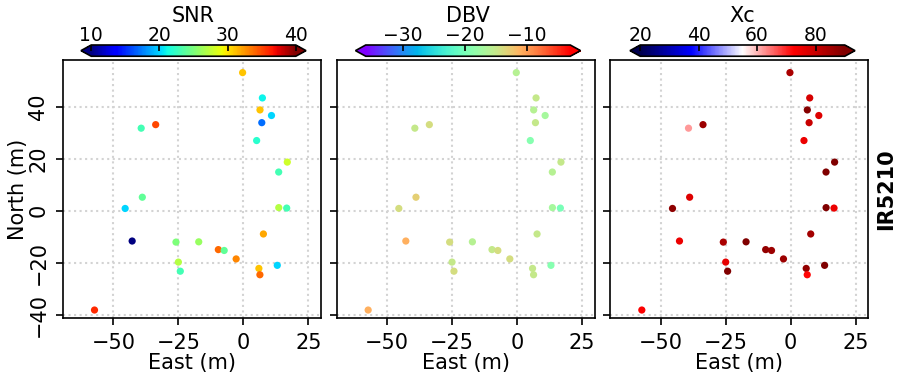 SNR DBV Xc
10 20 30 40 −30 −20 −10 20 40 60 80
North (m)
40
20
0
−20
−40
IR5210
−50 −25 0 25 −50 −25 0 25 −50 −25 0 25
East (m) East (m) East (m)